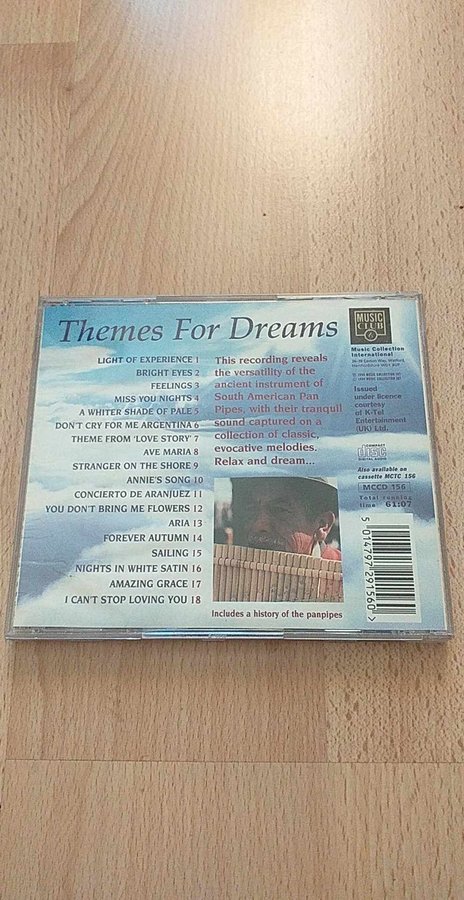 Themes For Dreams
LIGHT OF EXPERIENCE 1
BRIGHT EYES 2
FEELINGS 3
MISS YOU NIGHTS 4
A WHITER SHADE OF PALE 5
DON'T CRY FOR ME ARGENTINA 6
THEME FROM 'LOVE STORY' 7
AVE MARIA 8
STRANGER ON THE SHORE 9
ANNIE'S SONG 10
CONCIERTO DE ARANJUEZ 11
YOU DON'T BRING ME FLOWERS 12
ARIA 13
FOREVER AUTUMN 14
SAILING 15
NIGHTS IN WHITE SATIN 16
AMAZING GRACE 17
I CAN'T STOP LOVING YOU 18
This recording reveals
the versatility of the
ancient instrument of
South American Pan
Pipes, with their tranquil
sound captured on a
collection of classic,
evocative melodies.
Relax and dream...
Includes a history of the panpipes
MUSIC
CLUB
Music Collection
International
Issued
under licence
courtesy
of K-Tel
Entertainment
(UK) Ltd.
COMPACT
disc
DIGITAL AUDIO
Also available on
cassette MCTC 156
MCCD 156
Total running
time 61:07
5 014797 291560 >